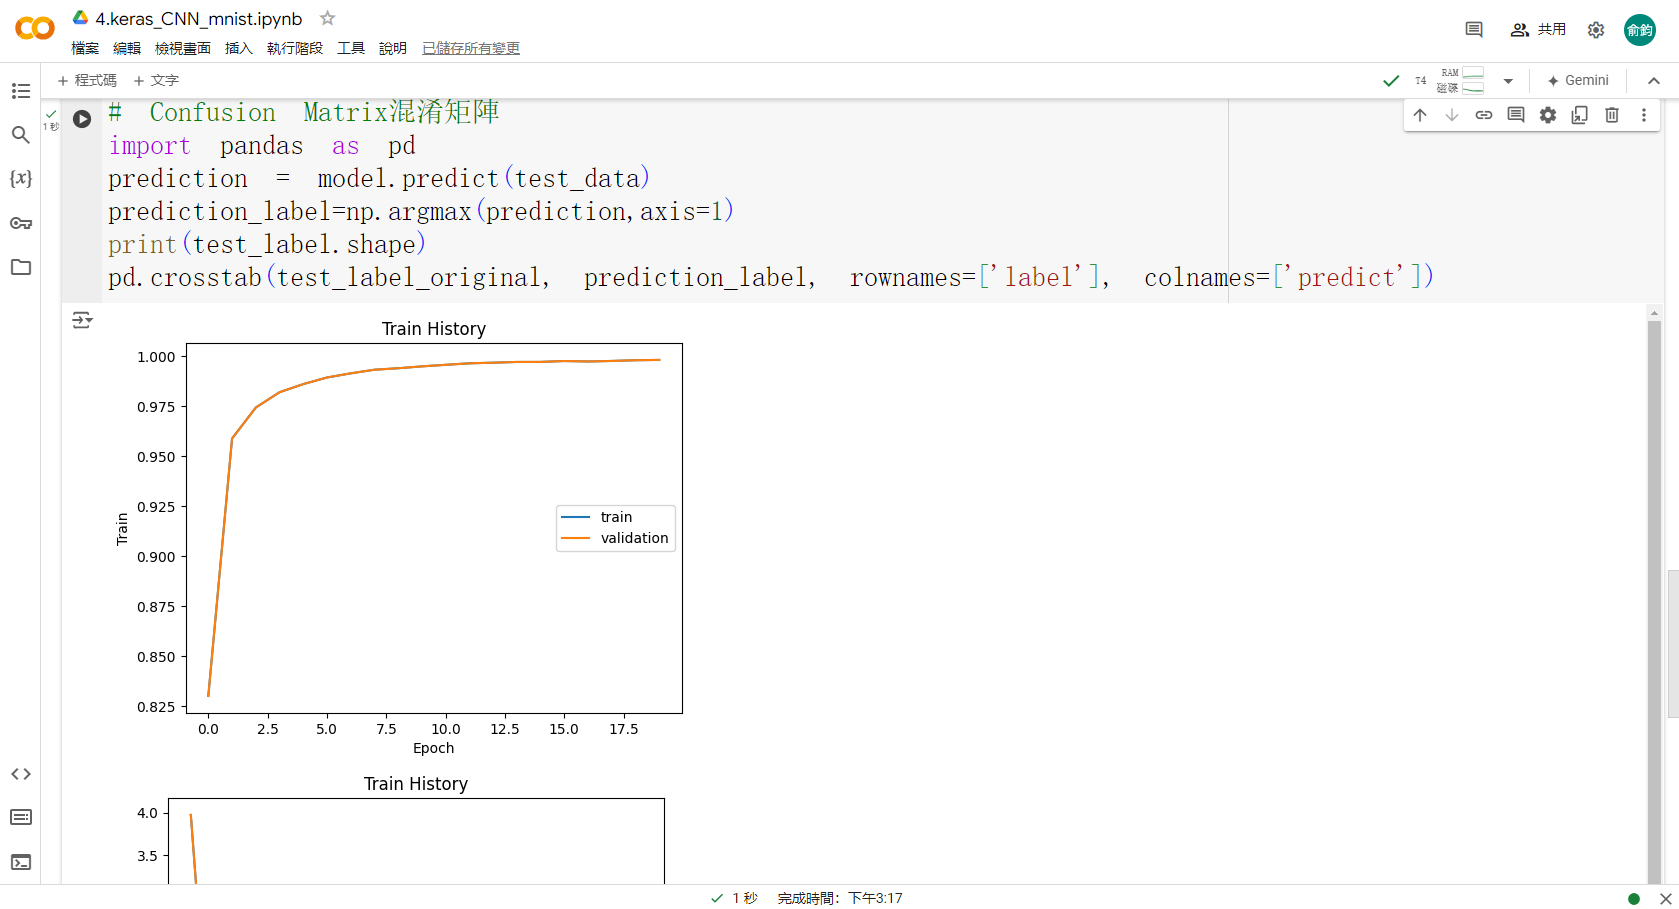 4.keras_CNN_mnist.ipynb
檔案 編輯 檢視畫面 插入 執行階段 工具 說明 已儲存所有變更
共用
俞鈞
+ 程式碼 + 文字
T4 RAM 磁碟 Gemini
1 秒
# Confusion Matrix混淆矩陣
import pandas as pd
prediction = model.predict(test_data)
prediction_label=np.argmax(prediction,axis=1)
print(test_label.shape)
pd.crosstab(test_label_original, prediction_label, rownames=['label'], colnames=['predict'])
{x}
Train History
1.000
0.975
0.950
0.925
0.900
0.875
0.850
0.825
Train
train
validation
0.0 2.5 5.0 7.5 10.0 12.5 15.0 17.5
Epoch
Train History
4.0
3.5
1 秒 完成時間：下午3:17